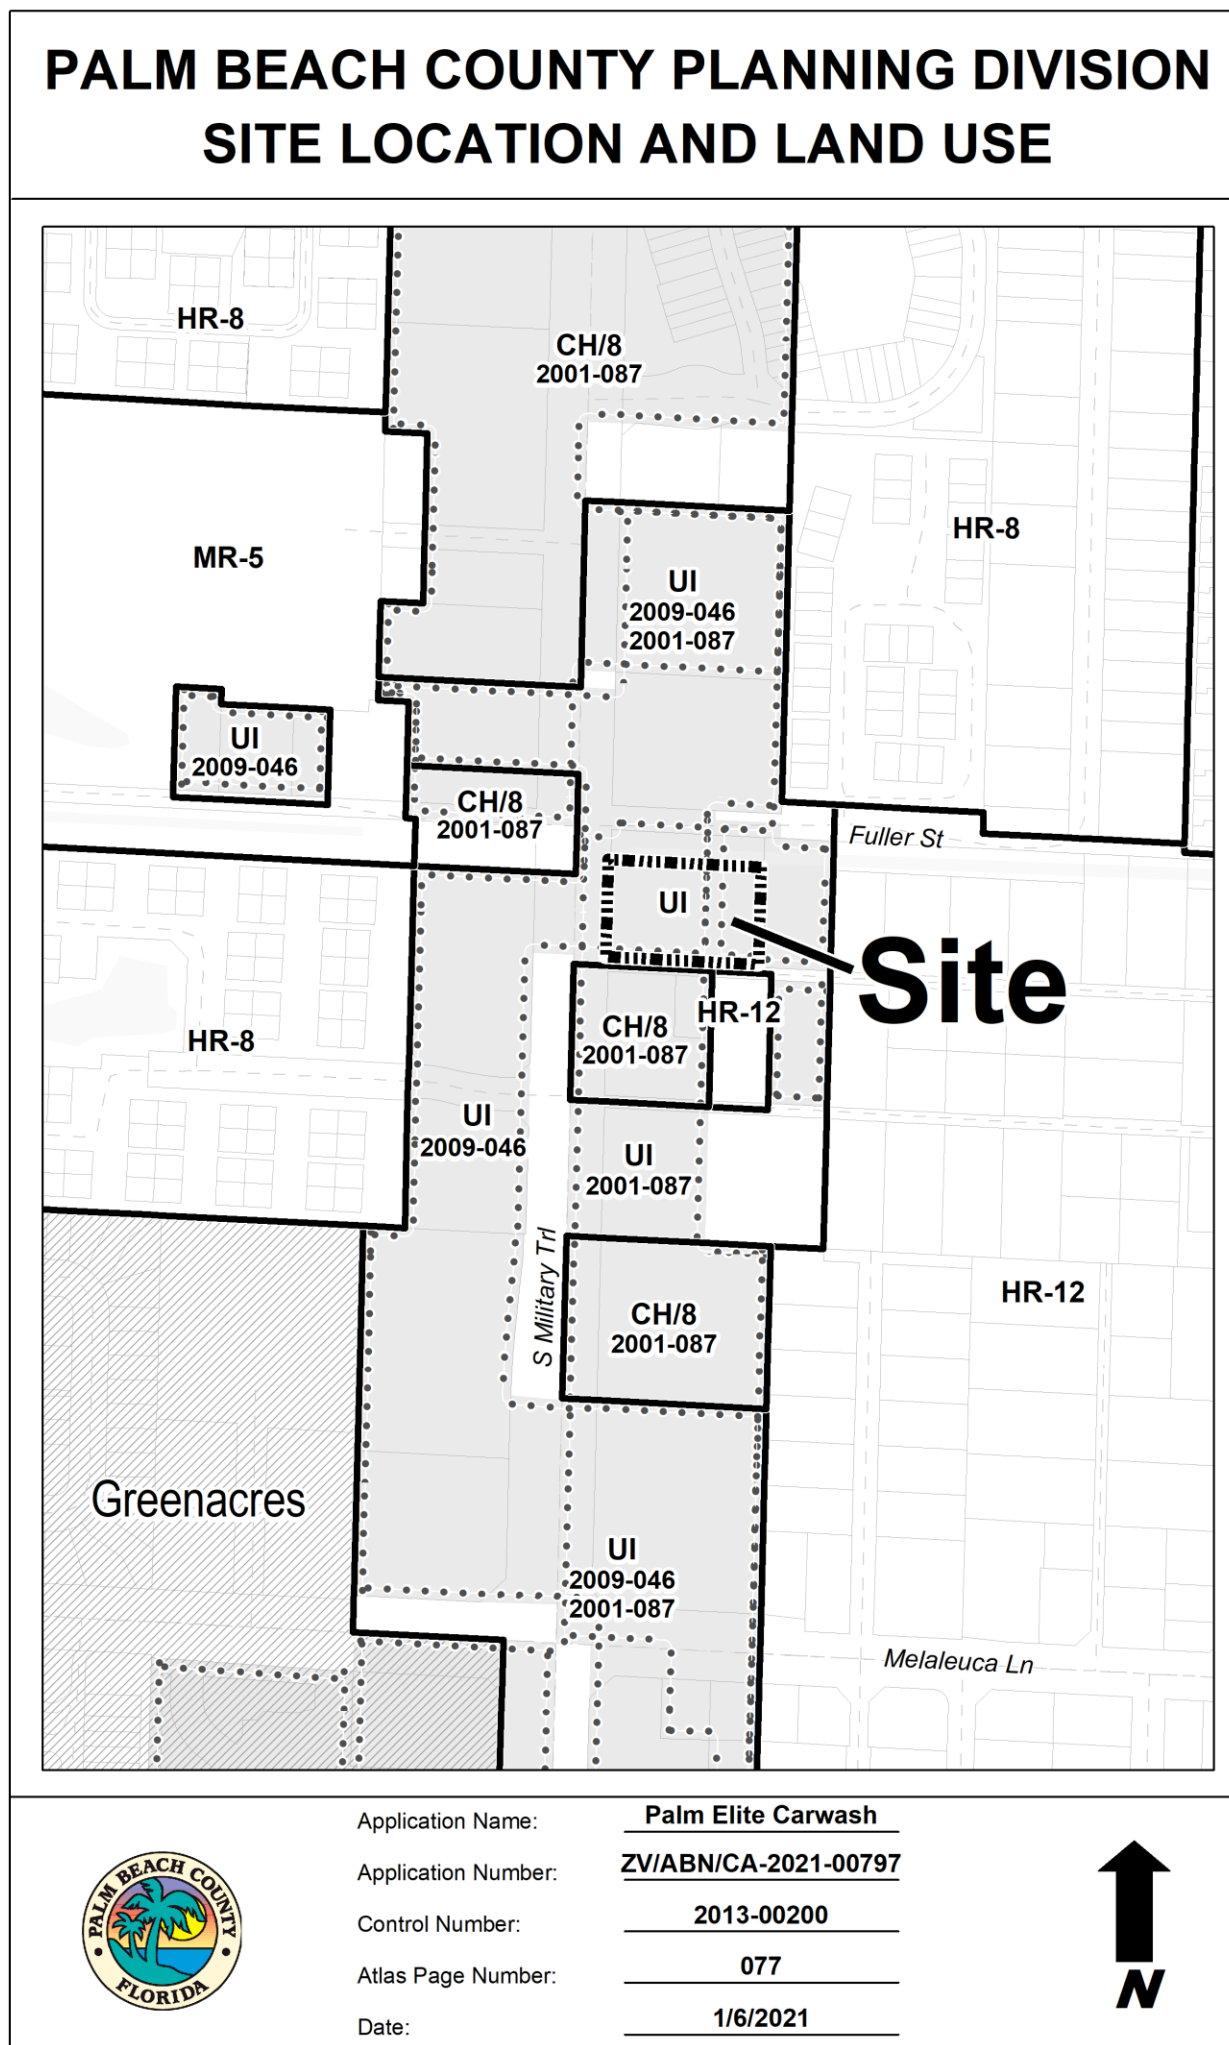 PALM BEACH COUNTY PLANNING DIVISION
SITE LOCATION AND LAND USE
HR-8
CH/8
2001-087
HR-8
MR-5
UI
2009-046
2001-087
UI
2009-046
CH/8
2001-087
Fuller St
UI
Site
HR-12
CH/8
2001-087
HR-8
UI
2009-046
UI
2001-087
S Military Trl
HR-12
CH/8
2001-087
Greenacres
UI
2009-046
2001-087
Melaleuca Ln
Application Name: Palm Elite Carwash
Application Number: ZV/ABN/CA-2021-00797
Control Number: 2013-00200
Atlas Page Number: 077
Date: 1/6/2021
PALM BEACH COUNTY
FLORIDA
N